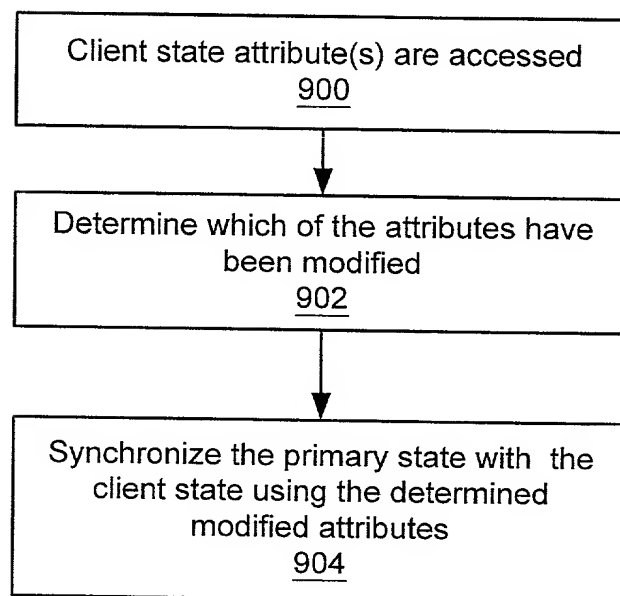 Client state attribute(s) are accessed
900
Determine which of the attributes have
been modified
902
Synchronize the primary state with the
client state using the determined
modified attributes
904